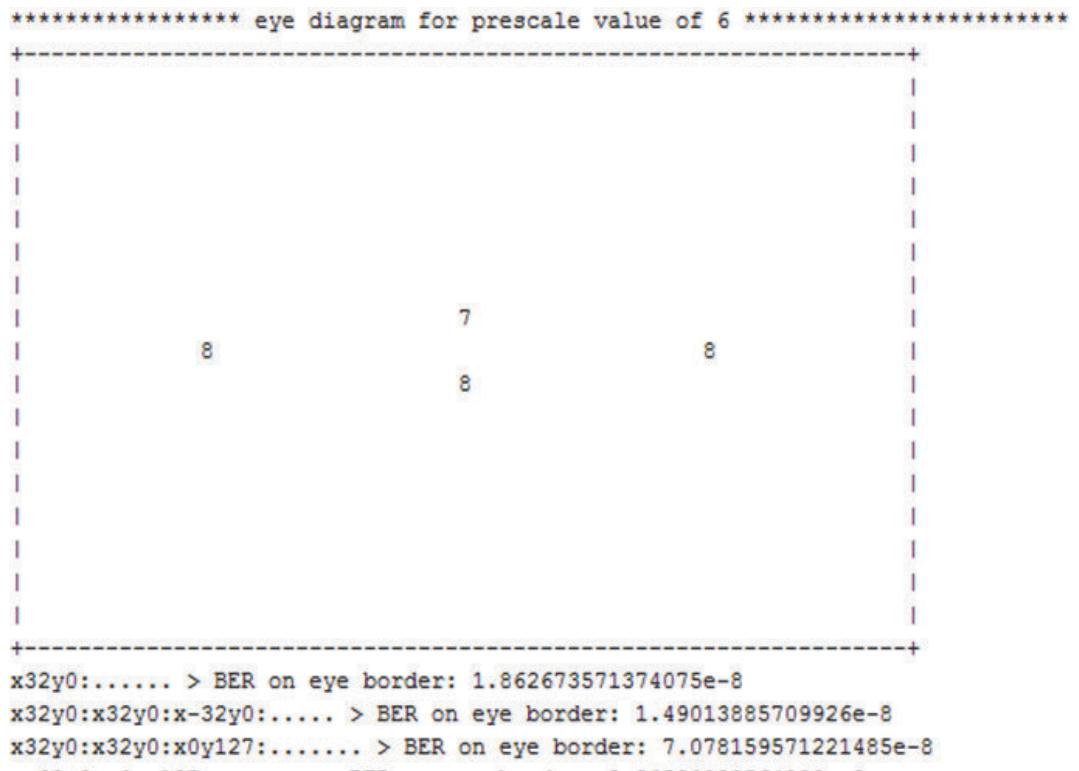 ***************** eye diagram for prescale value of 6 ************************
+------------------------------------------------------------------+
|                                                                  |
|                                                                  |
|                                                                  |
|                                                                  |
|                                                                  |
|                                                                  |
|                                                                  |
|                                7                                 |
|             8                                    8               |
|                                8                                 |
|                                                                  |
|                                                                  |
|                                                                  |
|                                                                  |
|                                                                  |
|                                                                  |
|                                                                  |
+------------------------------------------------------------------+
x32y0:...... > BER on eye border: 1.862673571374075e-8
x32y0:x32y0:x-32y0:..... > BER on eye border: 1.49013885709926e-8
x32y0:x32y0:x0y127:....... > BER on eye border: 7.078159571221485e-8